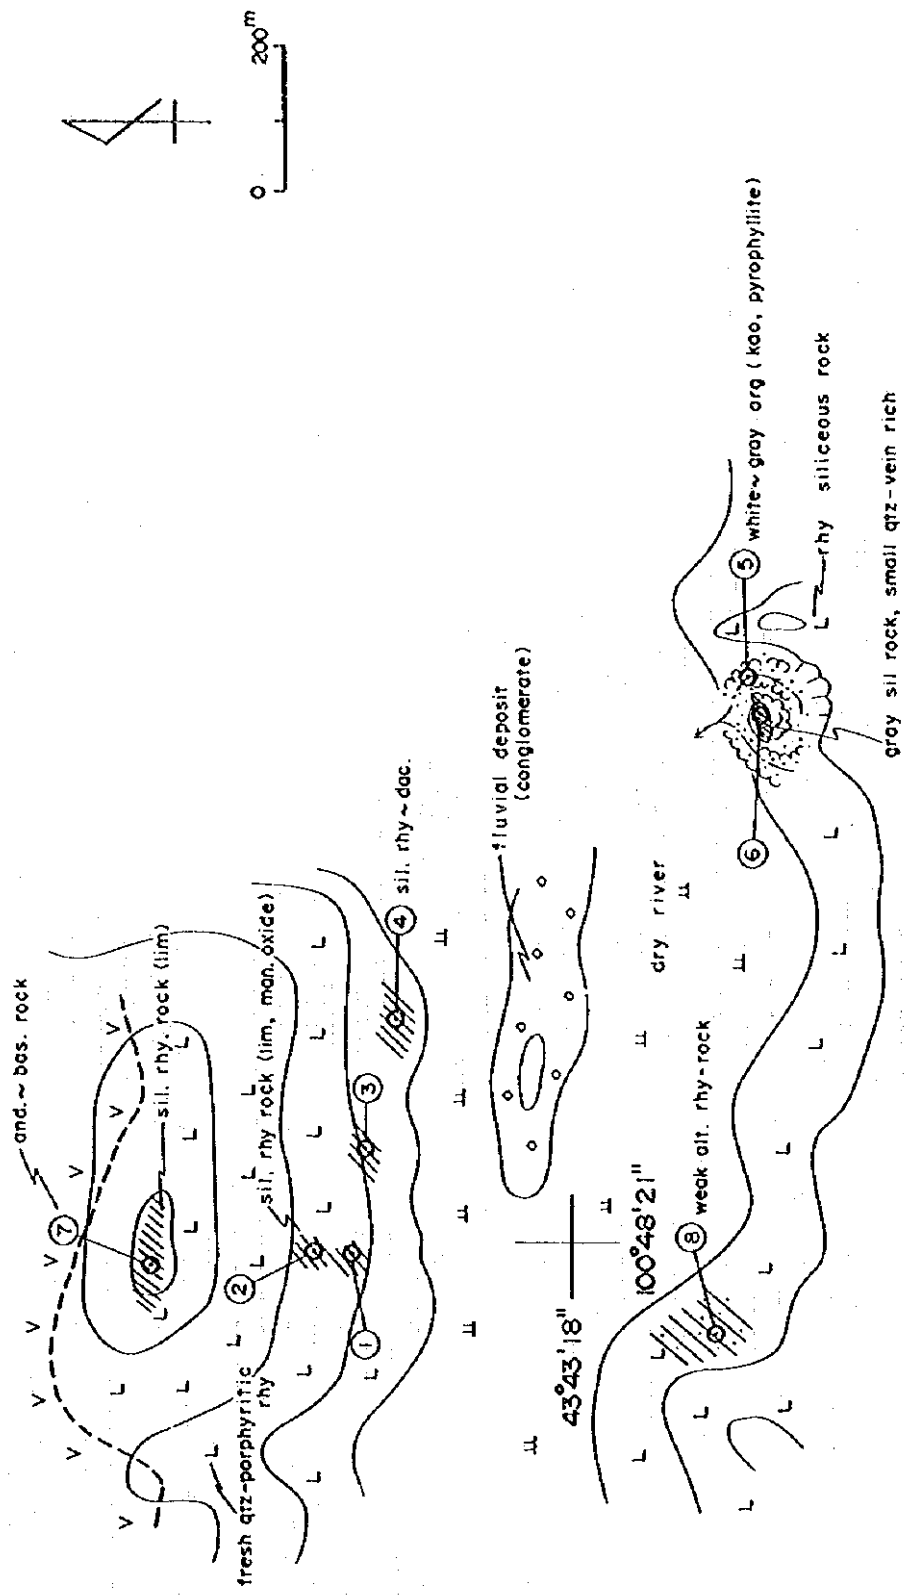 0 200m
and.~ bas. rock
V V V V V V V V
7
sil. rhy. rock (lim)
sil. rhy rock (lim, man. oxide)
2
fresh qtz-porphyritic
rhy
1
3
4 sil. rhy ~ dac.
L L L L L L L L L L L L L L L
fluvial deposit
(conglomerate)
43°43'18"
100°48'21"
dry river
8 weak alt. rhy-rock
6
5 white~gray arg ( kao, pyrophyllite)
L rhy siliceous rock
gray sil rock, small qtz-vein rich
L L L L L L L L L L